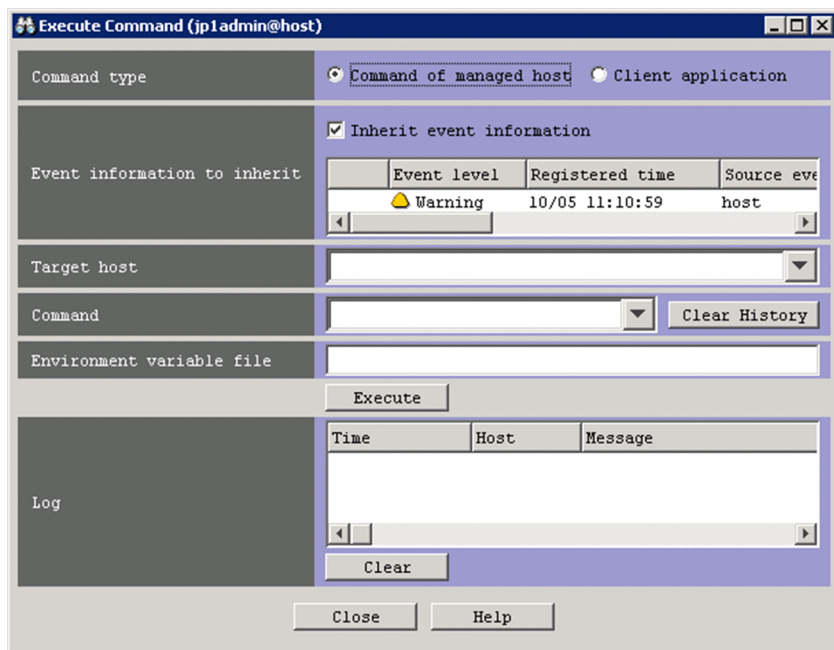 Execute Command (jp1admin@host)
Command type
Command of managed host
Client application
Event information to inherit
Inherit event information
Event level Registered time Source eve
Warning 10/05 11:10:59 host
Target host
Command
Clear History
Environment variable file
Execute
Log
Time Host Message
Clear
Close Help